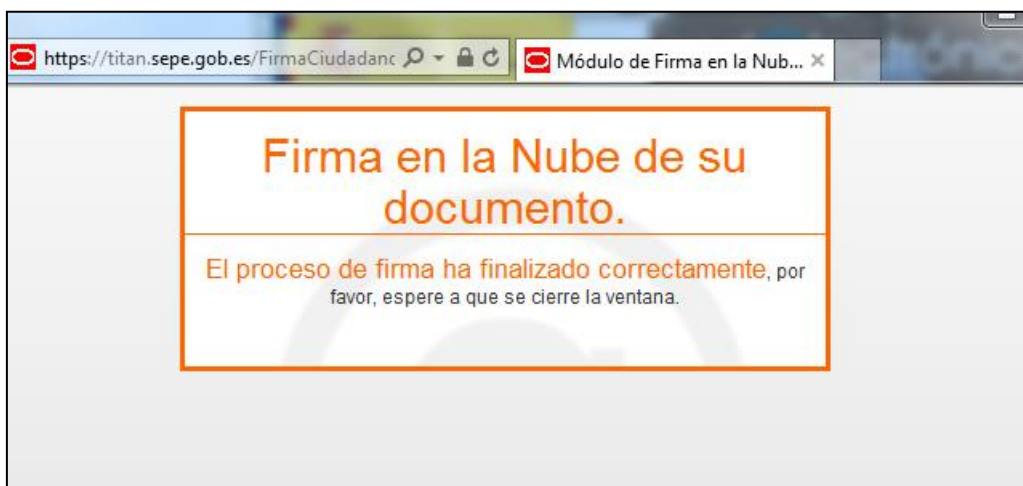 https://titan.sepe.gob.es/FirmaCiudadanc
Módulo de Firma en la Nub...
Firma en la Nube de su
documento.
El proceso de firma ha finalizado correctamente, por
favor, espere a que se cierre la ventana.